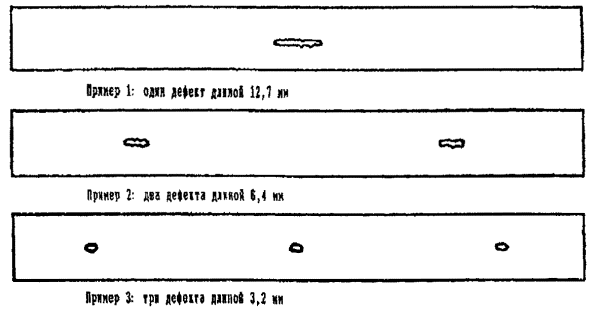 Пример 1: один дефект длиной 12,7 мм
Пример 2: два дефекта длиной 6,4 мм
Пример 3: три дефекта длиной 3,2 мм